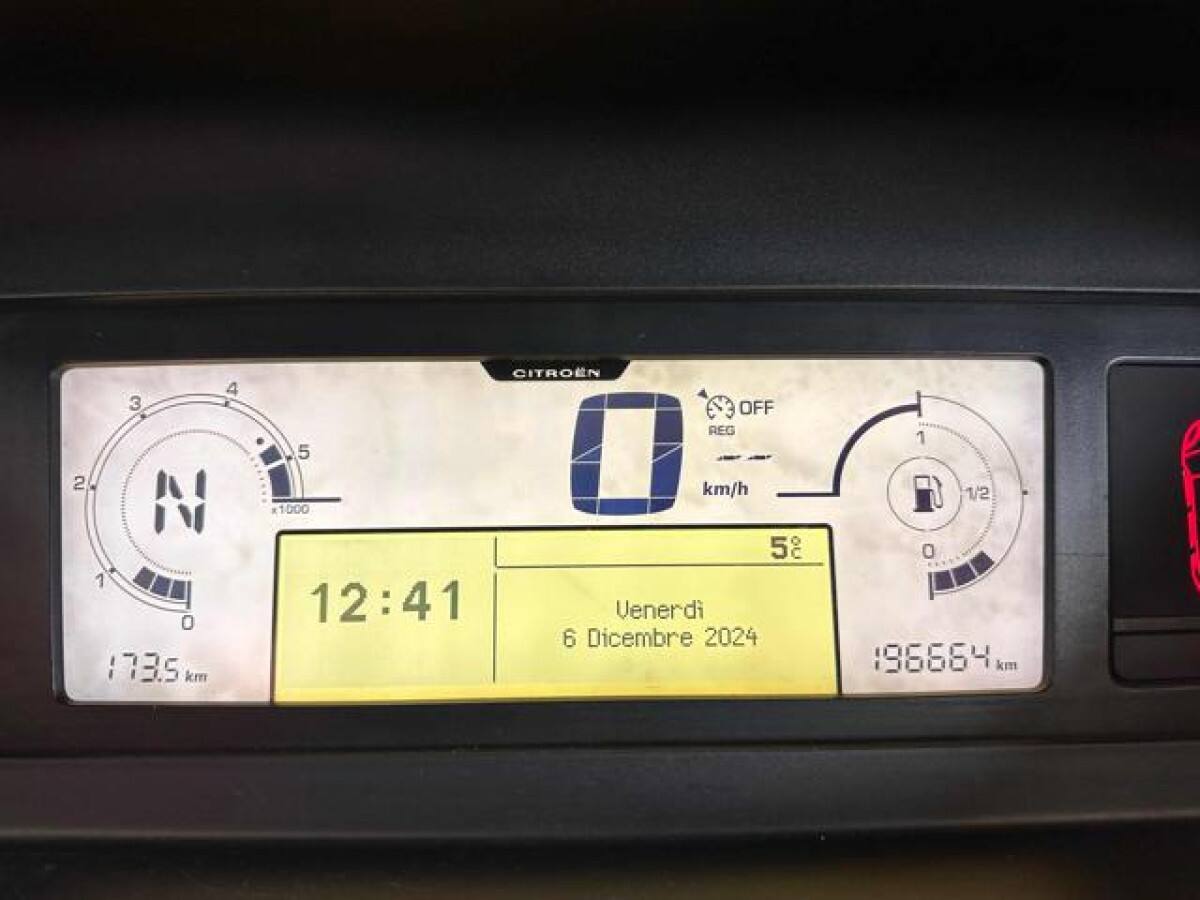 CITROËN
4
3
5
2
x1000
1
0
N
173.5 km
0
OFF
REG
-- --
km/h
1
1/2
0
5°C
12:41
Venerdì
6 Dicembre 2024
196664 km